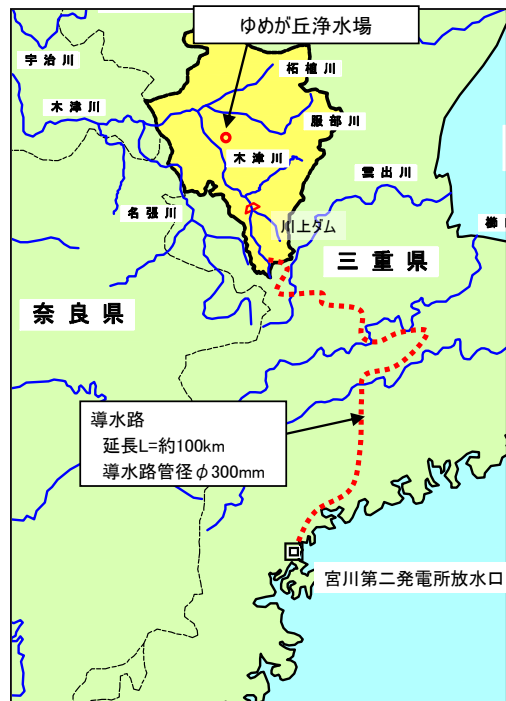 ゆめが丘浄水場
宇治川
柘植川
木津川
服部川
木津川
雲出川
名張川
川上ダム
櫛
三重県
奈良県
導水路
延長L=約100km
導水路管径φ300mm
宮川第二発電所放水口